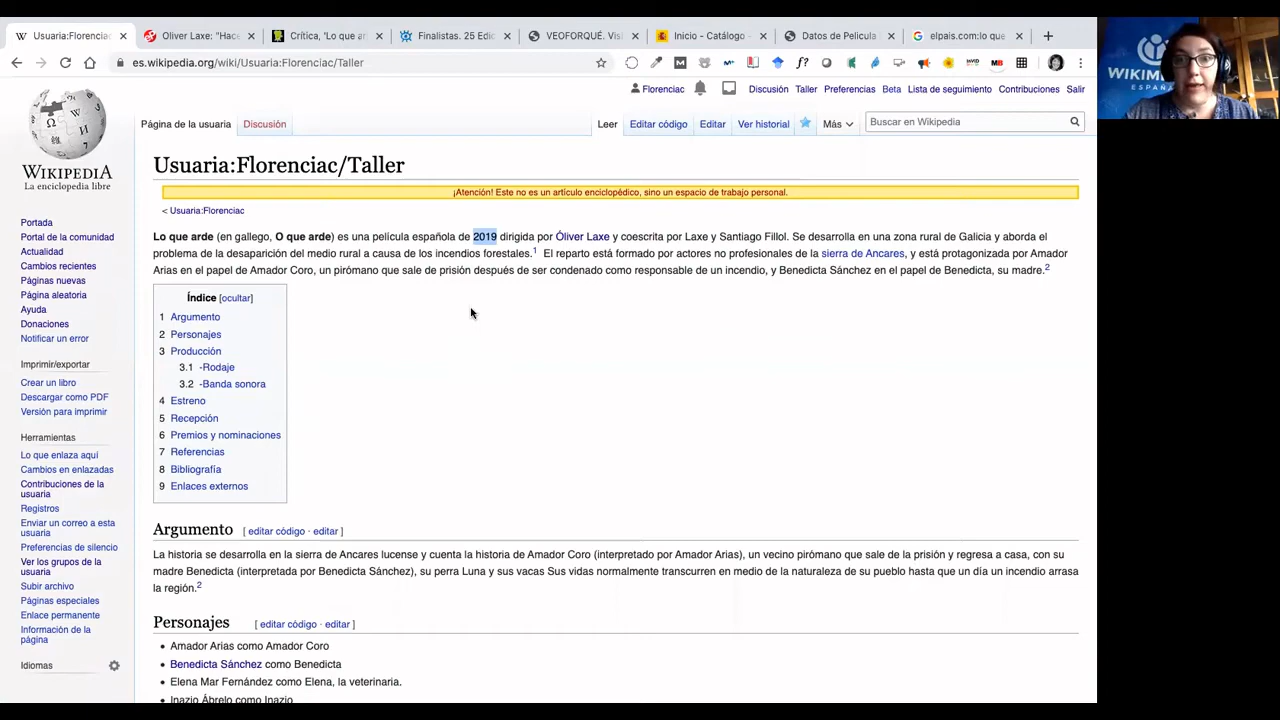 Usuaria:Florenciac
Oliver Laxe: "Hace
Crítica, 'Lo que ar
Finalistas. 25 Edic
VEOFORQUÉ. Visi
Inicio – Catálogo
Datos de Película
elpais.com:lo que
es.wikipedia.org/wiki/Usuaria:Florenciac/Taller
WIKIM
ESPAÑA
Florenciac
Discusión Taller Preferencias Beta Lista de seguimiento Contribuciones Salir
WIKIPEDIA
La enciclopedia libre
Página de la usuaria Discusión
Leer Editar código Editar Ver historial Más
Buscar en Wikipedia
Portada
Portal de la comunidad
Actualidad
Cambios recientes
Páginas nuevas
Página aleatoria
Ayuda
Donaciones
Notificar un error
Imprimir/exportar
Crear un libro
Descargar como PDF
Versión para imprimir
Herramientas
Lo que enlaza aquí
Cambios en enlazadas
Contribuciones de la
usuaria
Registros
Enviar un correo a esta
usuaria
Preferencias de silencio
Ver los grupos de la
usuaria
Subir archivo
Páginas especiales
Enlace permanente
Información de la
página
Idiomas
Usuaria:Florenciac/Taller
¡Atención! Este no es un artículo enciclopédico, sino un espacio de trabajo personal.
< Usuaria:Florenciac
Lo que arde (en gallego, O que arde) es una película española de 2019 dirigida por Óliver Laxe y coescrita por Laxe y Santiago Fillol. Se desarrolla en una zona rural de Galicia y aborda el
problema de la desaparición del medio rural a causa de los incendios forestales.1 El reparto está formado por actores no profesionales de la sierra de Ancares, y está protagonizada por Amador
Arias en el papel de Amador Coro, un pirómano que sale de prisión después de ser condenado como responsable de un incendio, y Benedicta Sánchez en el papel de Benedicta, su madre.2
Índice [ocultar]
1 Argumento
2 Personajes
3 Producción
3.1 -Rodaje
3.2 -Banda sonora
4 Estreno
5 Recepción
6 Premios y nominaciones
7 Referencias
8 Bibliografía
9 Enlaces externos
Argumento [ editar código · editar ]
La historia se desarrolla en la sierra de Ancares lucense y cuenta la historia de Amador Coro (interpretado por Amador Arias), un vecino pirómano que sale de la prisión y regresa a casa, con su
madre Benedicta (interpretada por Benedicta Sánchez), su perra Luna y sus vacas Sus vidas normalmente transcurren en medio de la naturaleza de su pueblo hasta que un día un incendio arrasa
la región.2
Personajes [ editar código · editar ]
• Amador Arias como Amador Coro
• Benedicta Sánchez como Benedicta
• Elena Mar Fernández como Elena, la veterinaria.
• Inazio Ábrelo como Inazio